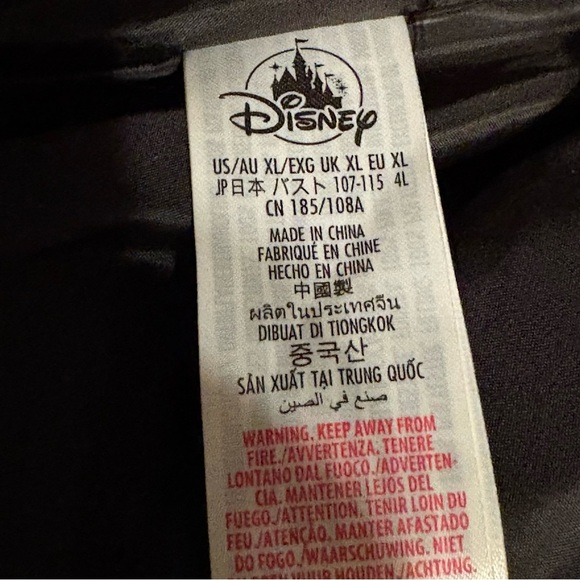 Disney
US/AU XL/EXG UK XL EU XL
JP日本 バスト 107-115 4L
CN 185/108A
MADE IN CHINA
FABRIQUÉ EN CHINE
HECHO EN CHINA
中國製
ผลิตในประเทศจีน
DIBUAT DI TIONGKOK
중국산
SẢN XUẤT TẠI TRUNG QUỐC
صنع في الصين
WARNING. KEEP AWAY FROM
FIRE./AVVERTENZA. TENERE
LONTANO DAL FUOCO./ADVERTEN-
CIA. MANTENER LEJOS DEL
FUEGO./ATTENTION. TENIR LOIN DU
FEU./ATENÇÃO. MANTER AFASTADO
DO FOGO./WAARSCHUWING. NIET
VUUR HOUDEN./ACHTUNG.